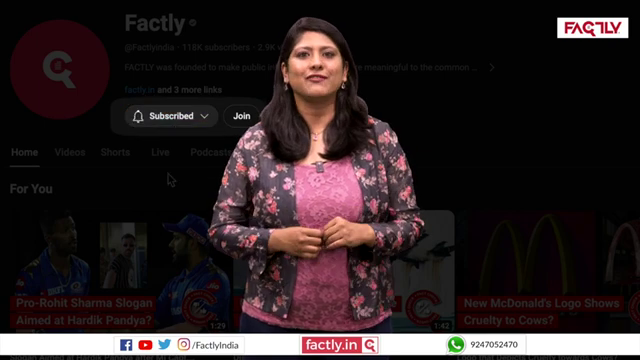 Factly
FACTLY
@FactlyIndia · 118K subscribers · 2.9K
FACTLY was founded to make public in meaningful to the common ...
factly.in and 3 more links
Subscribed
Join
Home Videos Shorts Live Podcasts
For You
Pro-Rohit Sharma Slogan
Aimed at Hardik Pandya?
1:29
1:42
New McDonald's Logo Shows
Cruelty to Cows?
/FactlyIndia
factly.in
9247052470